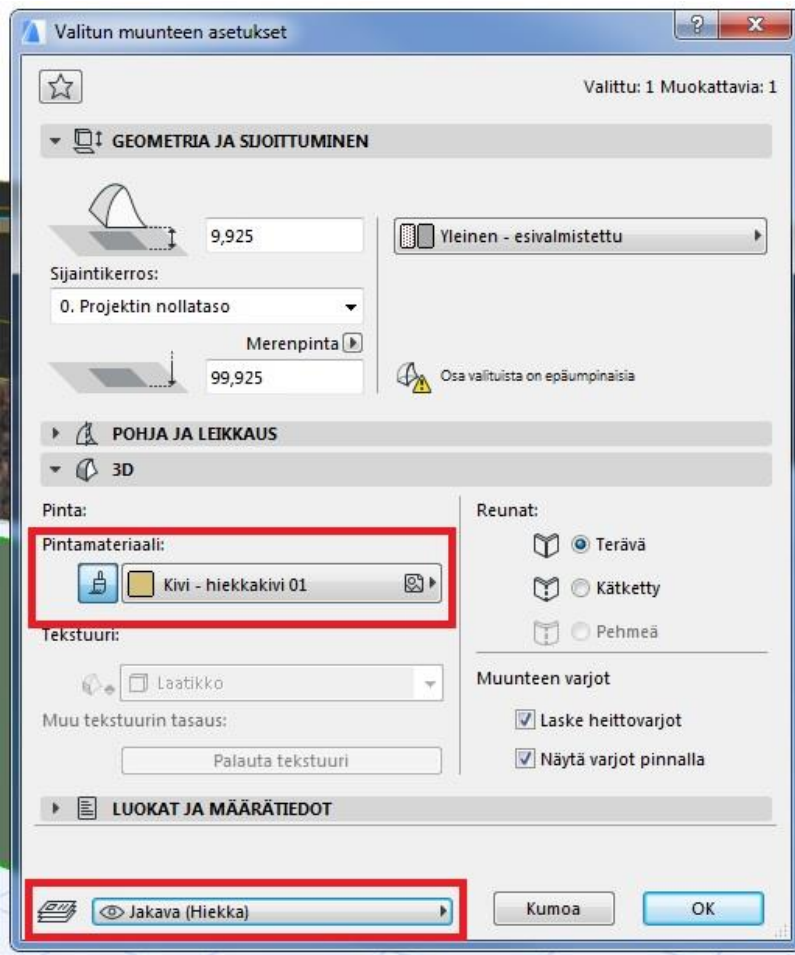 Valitun muunteen asetukset
Valittu: 1 Muokattavia: 1
GEOMETRIA JA SIJOITTUMINEN
9,925
Yleinen - esivalmistettu
Sijaintikerros:
0. Projektin nollataso
Merenpinta
99,925
Osa valituista on epäumpinaisia
POHJA JA LEIKKAUS
3D
Pinta:
Reunat:
Pintamateriaali:
Terävä
Kivi - hiekkakivi 01
Kätketty
Tekstuuri:
Pehmeä
Laatikko
Muunteen varjot
Muu tekstuurin tasaus:
Laske heittovarjot
Palauta tekstuuri
Näytä varjot pinnalla
LUOKAT JA MÄÄRÄTIEDOT
Jakava (Hiekka)
Kumoa
OK